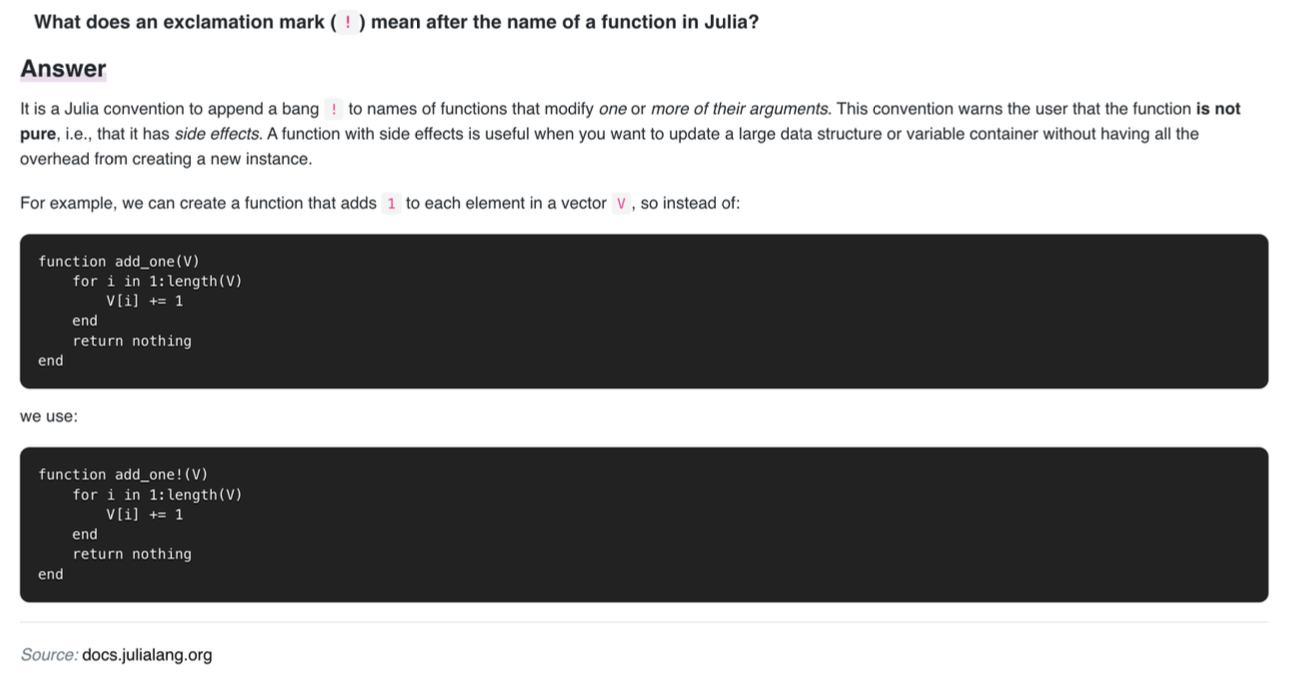 What does an exclamation mark ( ! ) mean after the name of a function in Julia?
Answer
It is a Julia convention to append a bang ! to names of functions that modify one or more of their arguments. This convention warns the user that the function is not
pure, i.e., that it has side effects. A function with side effects is useful when you want to update a large data structure or variable container without having all the
overhead from creating a new instance.
For example, we can create a function that adds 1 to each element in a vector V , so instead of:
function add_one(V)
    for i in 1:length(V)
        V[i] += 1
    end
    return nothing
end
we use:
function add_one!(V)
    for i in 1:length(V)
        V[i] += 1
    end
    return nothing
end
Source: docs.julialang.org